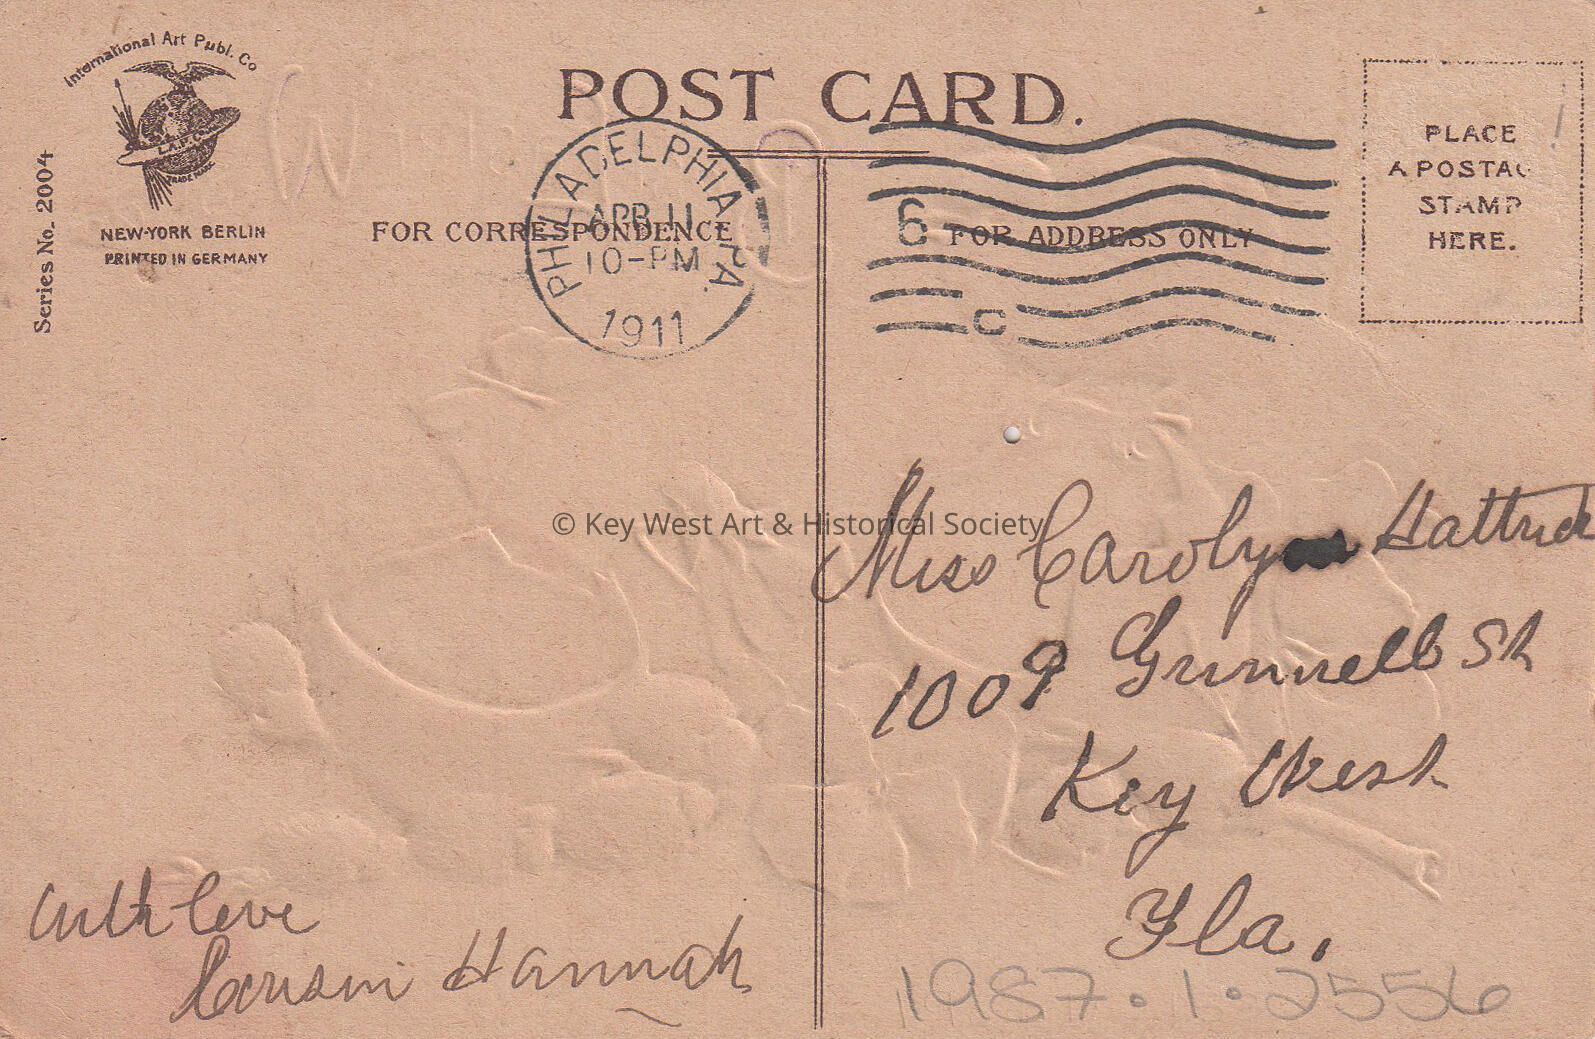 International Art Publ. Co
I.A.P.Co.
TRADE MARK
NEW-YORK BERLIN
PRINTED IN GERMANY
Series No. 2004
POST CARD.
FOR CORRESPONDENCE
PHILADELPHIA PA.
APR 11
10-PM
1911
6
C
FOR ADDRESS ONLY
PLACE
A POSTAG
STAMP
HERE.
© Key West Art & Historical Society
Miss Carolyn
1009 Grinnell St
Key West
Fla.
With love
Cousin Hannah
1987.1.2556